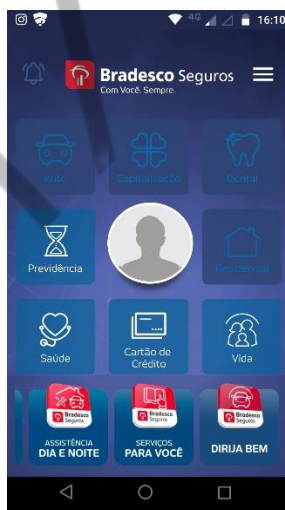 4G 16:10
Bradesco Seguros
Com Você. Sempre.
Auto
Capitalização
Dental
Previdência
Residencial
Saúde
Cartão de
Crédito
Vida
Bradesco
Seguros
ASSISTÊNCIA
DIA E NOITE
Bradesco
Seguros
SERVIÇOS
PARA VOCÊ
Bradesco
Seguros
DIRIJA BEM